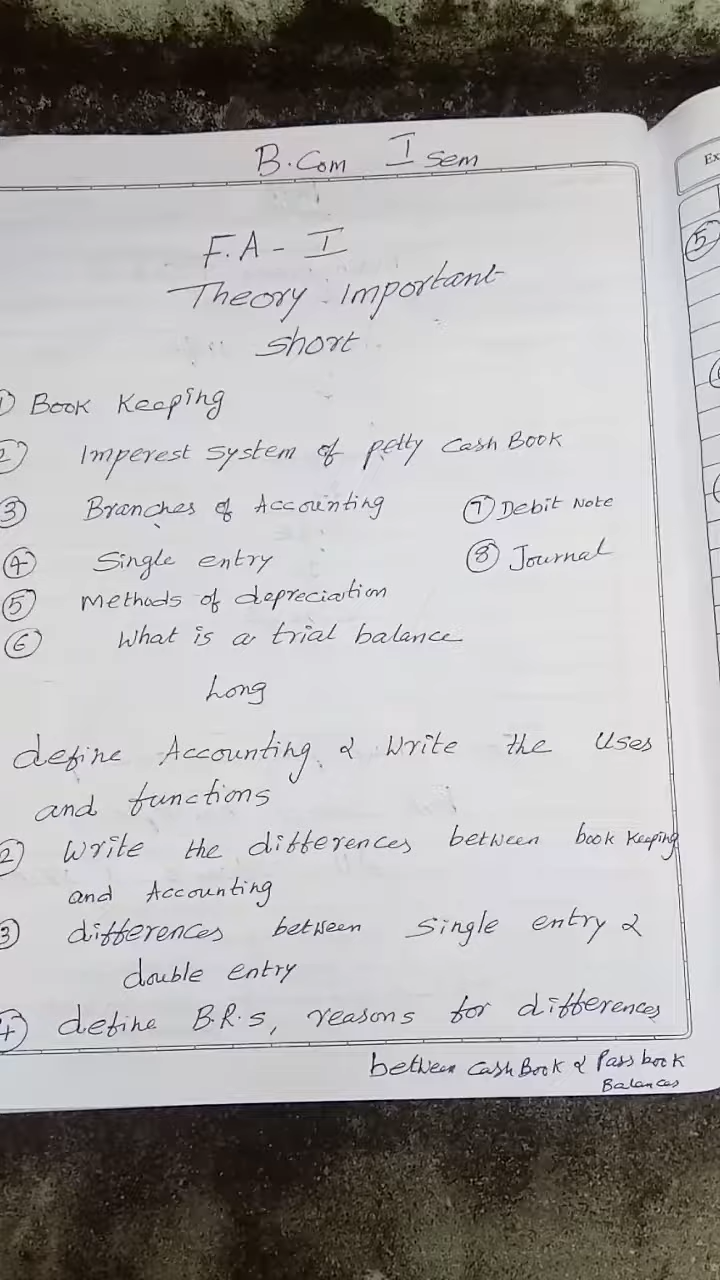 B.Com I Sem
F.A - I
Theory Important
Short
① Book Keeping
② Imperest System of petty Cash Book
③ Branches of Accounting ⑦ Debit Note
④ Single entry ⑧ Journal
⑤ Methods of depreciation
⑥ What is a trial balance
Long
define Accounting & Write the Uses
and functions
② Write the differences between book Keeping
and Accounting
③ differences between Single entry &
double entry
④ define B.R.S, reasons for differences
between Cash Book & Pass book
Balances
Ex
⑤